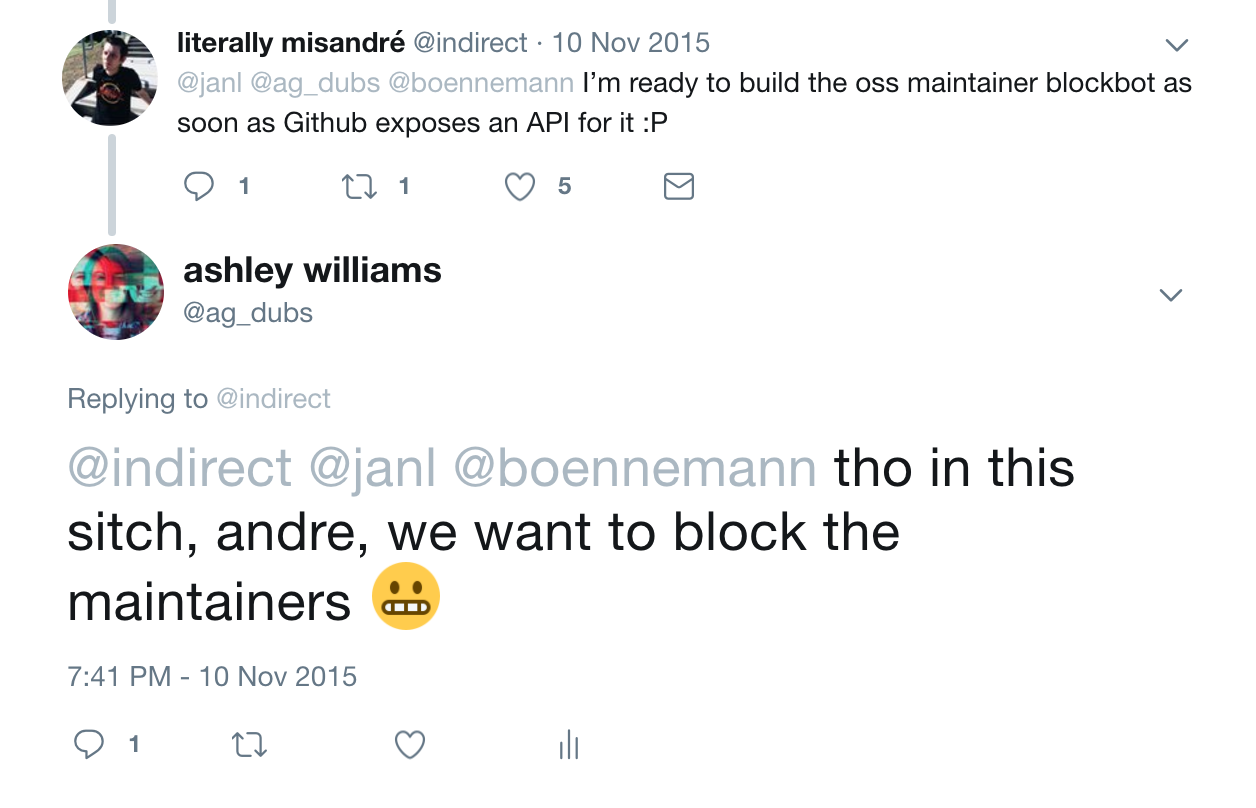 literally misandré @indirect · 10 Nov 2015
@janl @ag_dubs @boennemann I’m ready to build the oss maintainer blockbot as
soon as Github exposes an API for it :P
1 1 5
ashley williams
@ag_dubs
Replying to @indirect
@indirect @janl @boennemann tho in this
sitch, andre, we want to block the
maintainers 😬
7:41 PM - 10 Nov 2015
1